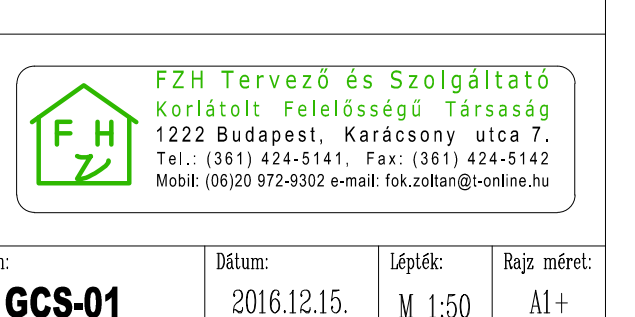 FZH Tervező és Szolgáltató
Korlátolt Felelősségű Társaság
1222 Budapest, Karácsony utca 7.
Tel.: (361) 424-5141, Fax: (361) 424-5142
Mobil: (06)20 972-9302 e-mail: fok.zoltan@t-online.hu
F H
Z
Dátum: Lépték: Rajz méret:
GCS-01 2016.12.15. M 1:50 A1+